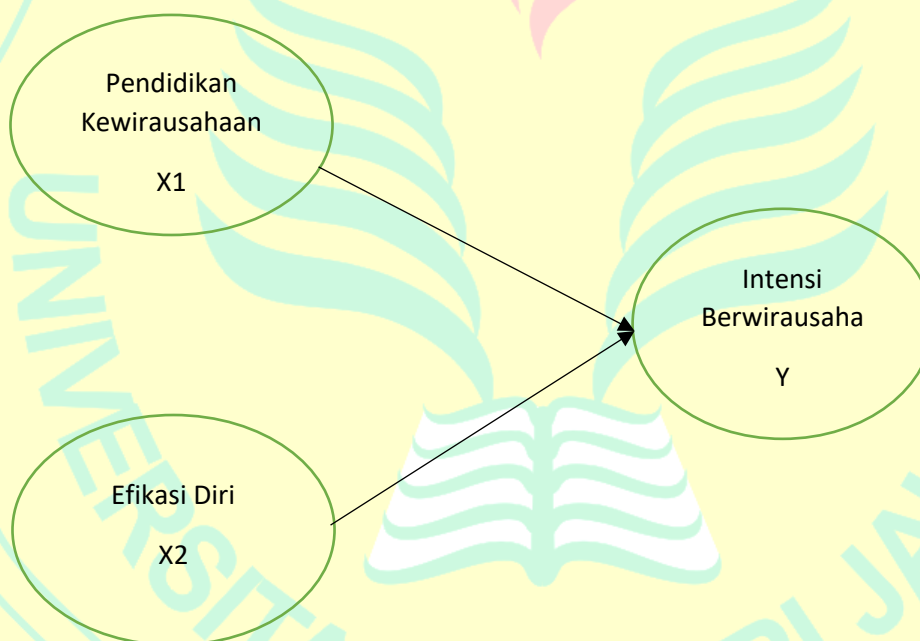 Pendidikan
Kewirausahaan
X1
Intensi
Berwirausaha
Y
Efikasi Diri
X2